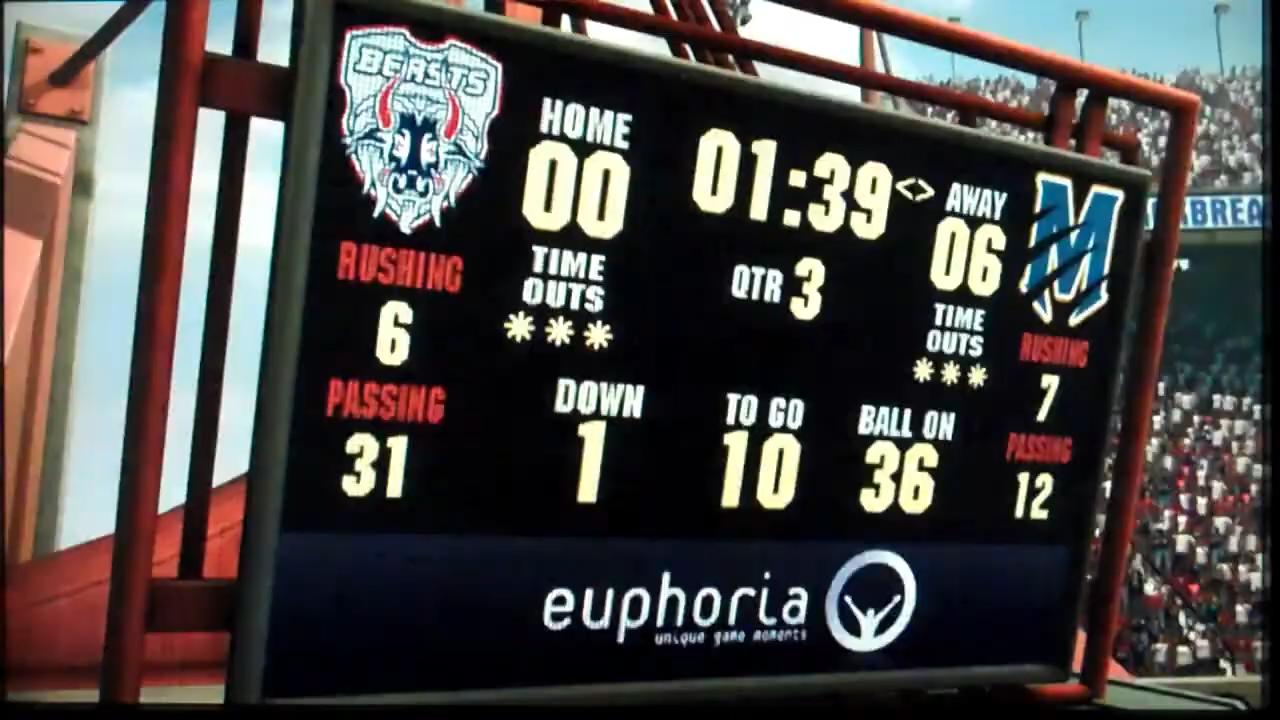 BEASTS
HOME
00
01:39
<>
AWAY
06
M
RUSHING
6
TIME
OUTS
***
QTR 3
TIME
OUTS
***
RUSHING
7
PASSING
31
DOWN
1
TO GO
10
BALL ON
36
PASSING
12
euphoria
unique game moments
BREA